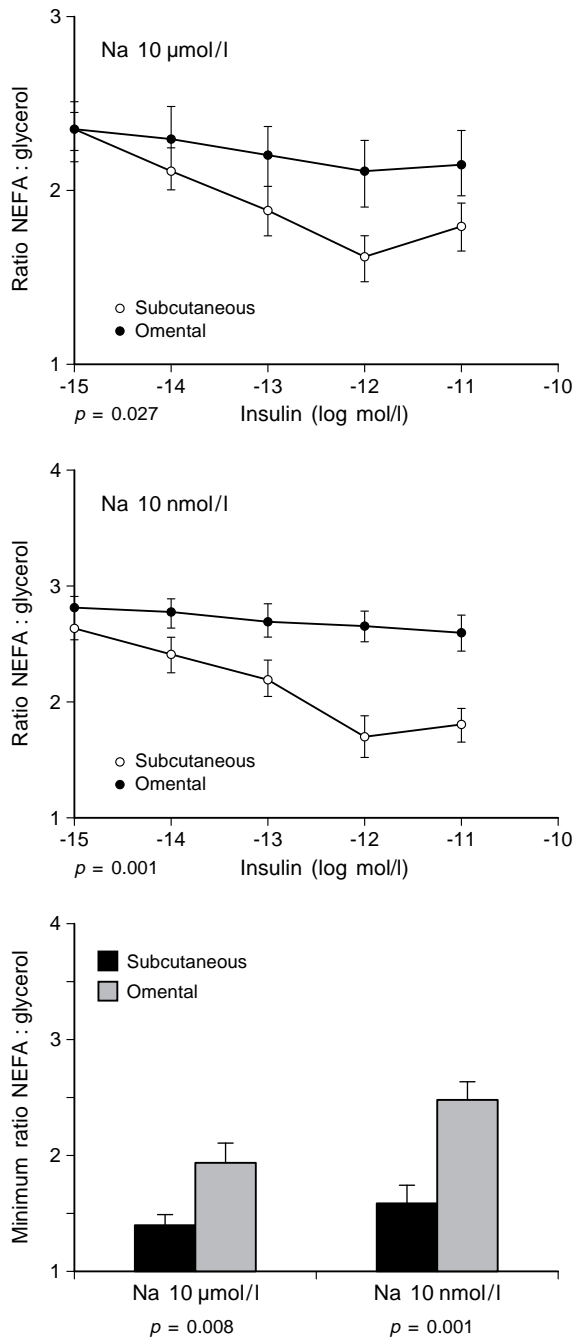 3
Na 10 µmol/l
Ratio NEFA : glycerol
2
○ Subcutaneous
● Omental
1
-15 -14 -13 -12 -11 -10
p = 0.027 Insulin (log mol/l)
4
Na 10 nmol/l
3
Ratio NEFA : glycerol
2
○ Subcutaneous
● Omental
1
-15 -14 -13 -12 -11 -10
p = 0.001 Insulin (log mol/l)
4
Subcutaneous
Omental
3
Minimum ratio NEFA : glycerol
2
1
Na 10 µmol/l Na 10 nmol/l
p = 0.008 p = 0.001